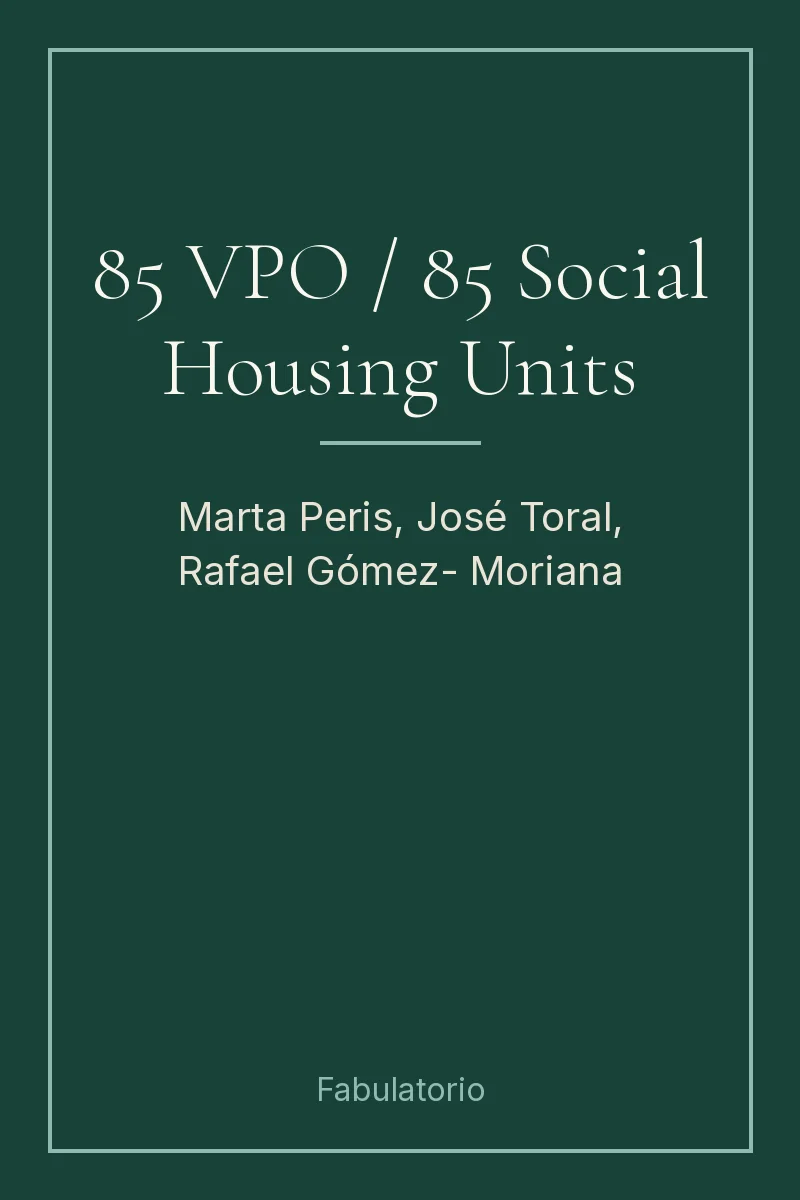 85 VPO / 85 Social
Housing Units
Marta Peris, José Toral,
Rafael Gómez- Moriana
Fabulatorio